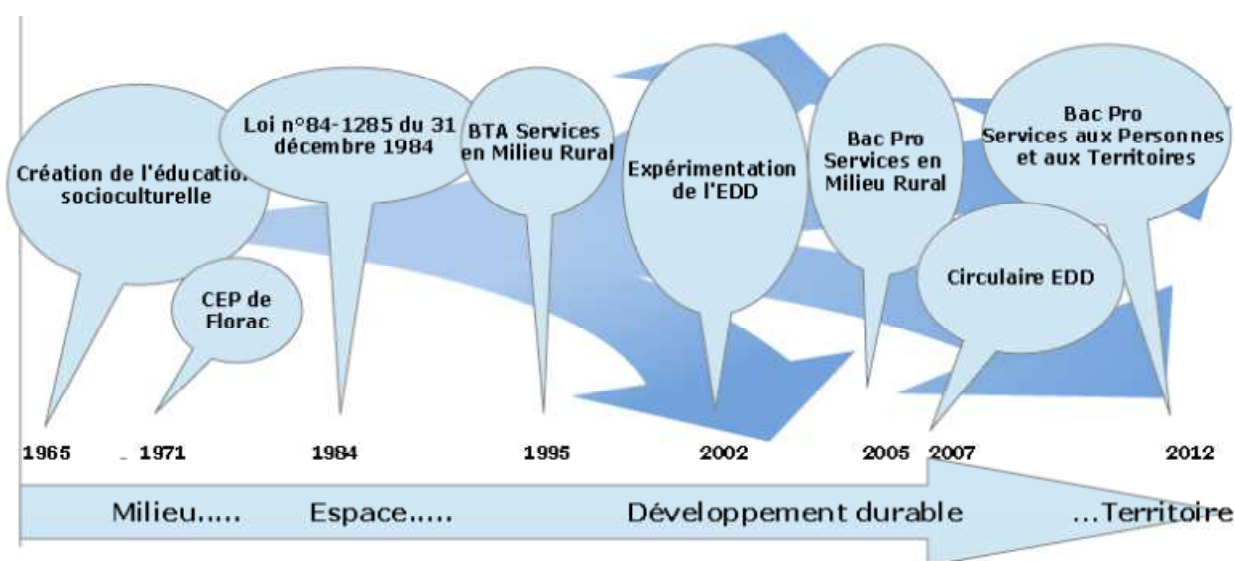 Création de l'éducation
socioculturelle
CEP de
Florac
Loi n°84-1285 du 31
décembre 1984
BTA Services
en Milieu Rural
Expérimentation
de l'EDD
Bac Pro
Services en
Milieu Rural
Circulaire EDD
Bac Pro
Services aux Personnes
et aux Territoires
1965 1971 1984 1995 2002 2005 2007 2012
Milieu..... Espace..... Développement durable ...Territoire